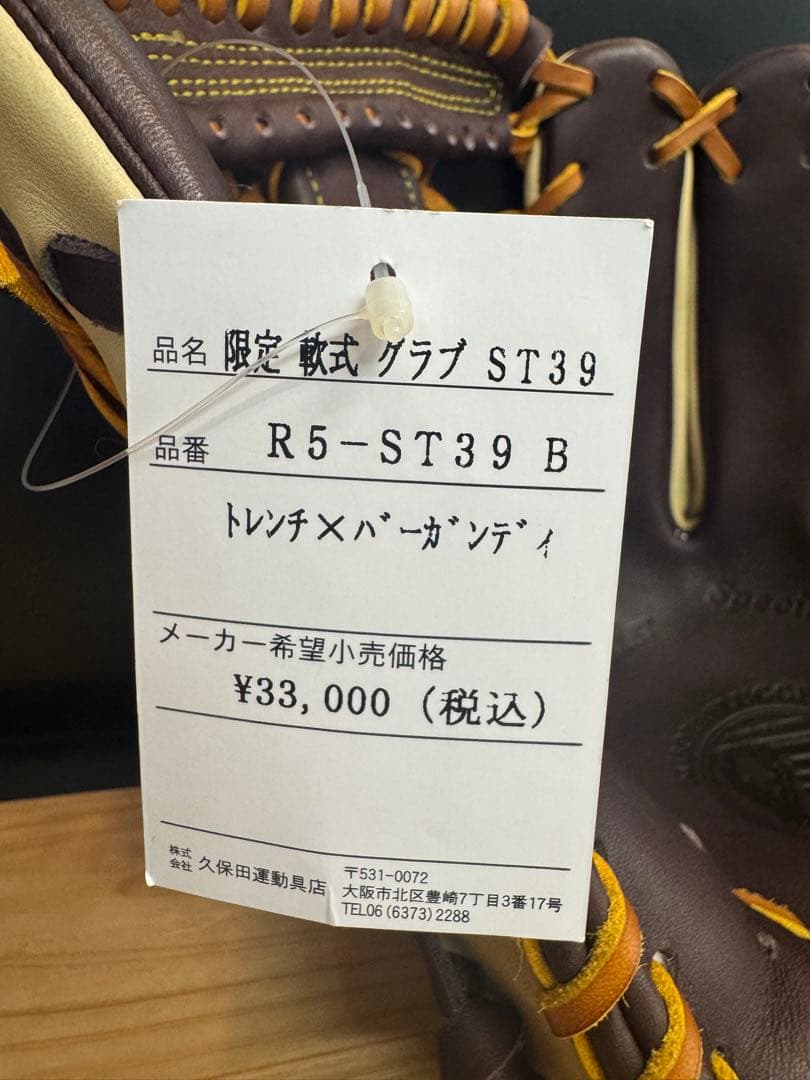 品名 限定 軟式 グラブ ST39
品番 R5-ST39 B
トレンチ×バーガンディ
メーカー希望小売価格
¥33,000 (税込)
株式会社 久保田運動具店
〒531-0072
大阪市北区豊崎7丁目3番17号
TEL06(6373)2288